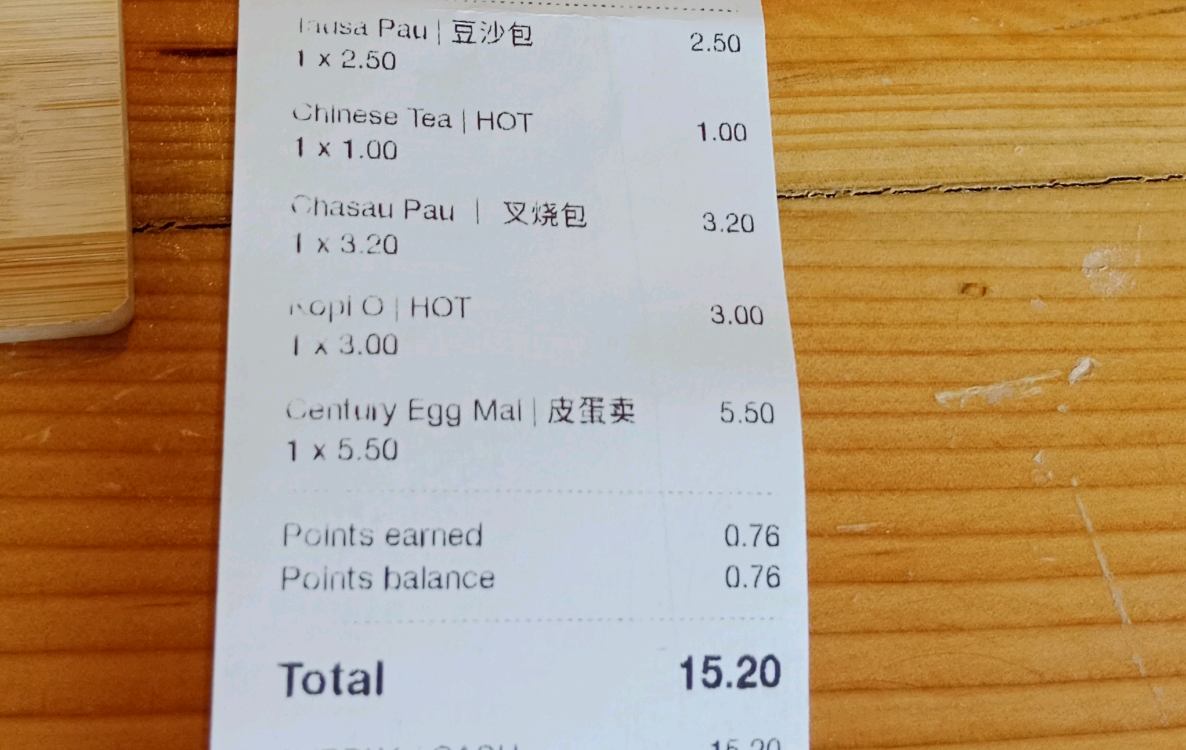 Tausa Pau | 豆沙包 2.50
1 x 2.50
Chinese Tea | HOT 1.00
1 x 1.00
Chasau Pau | 叉烧包 3.20
1 x 3.20
Kopi O | HOT 3.00
1 x 3.00
Century Egg Mai | 皮蛋卖 5.50
1 x 5.50
Points earned 0.76
Points balance 0.76
Total 15.20
CASH 15.20